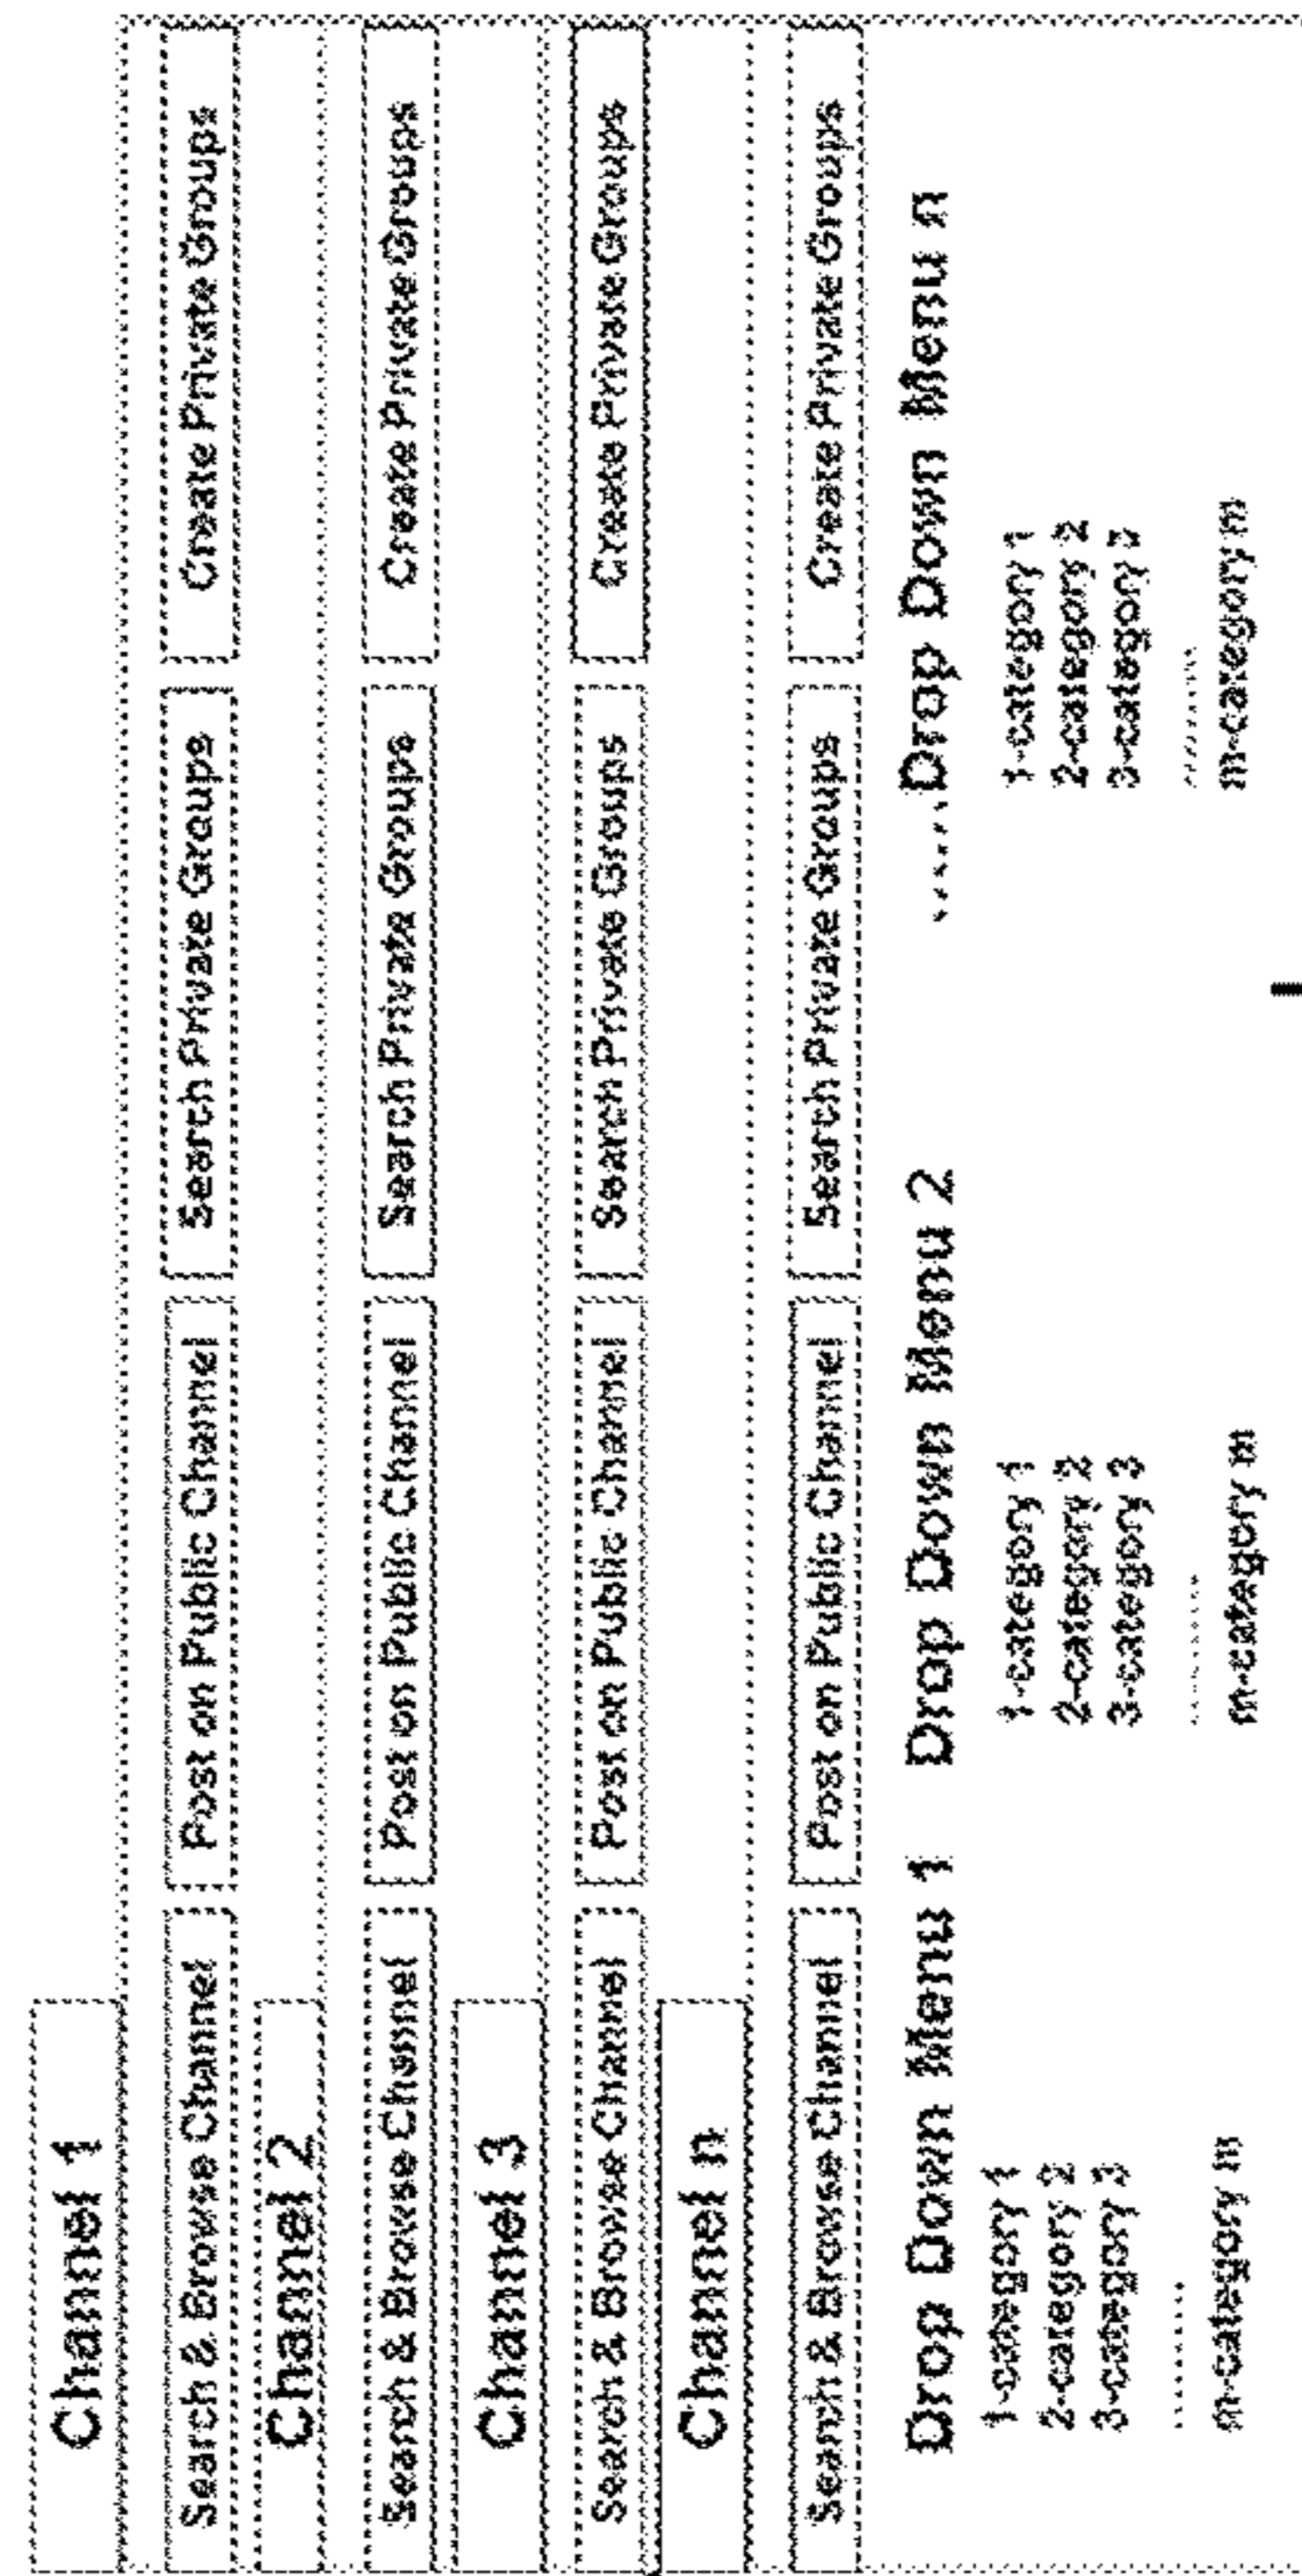 Channel 1
Search & Browse Channel Post on Public Channel Search Private Groups Create Private Groups
Channel 2
Search & Browse Channel Post on Public Channel Search Private Groups Create Private Groups
Channel 3
Search & Browse Channel Post on Public Channel Search Private Groups Create Private Groups
Channel n
Search & Browse Channel Post on Public Channel Search Private Groups Create Private Groups
Drop Down Menu 1 Drop Down Menu 2 .....Drop Down Menu n
1-category 1 1-category 1 1-category 1
2-category 2 2-category 2 2-category 2
3-category 3 3-category 3 3-category 3
........ ......... .........
m-category m m-category m m-category m